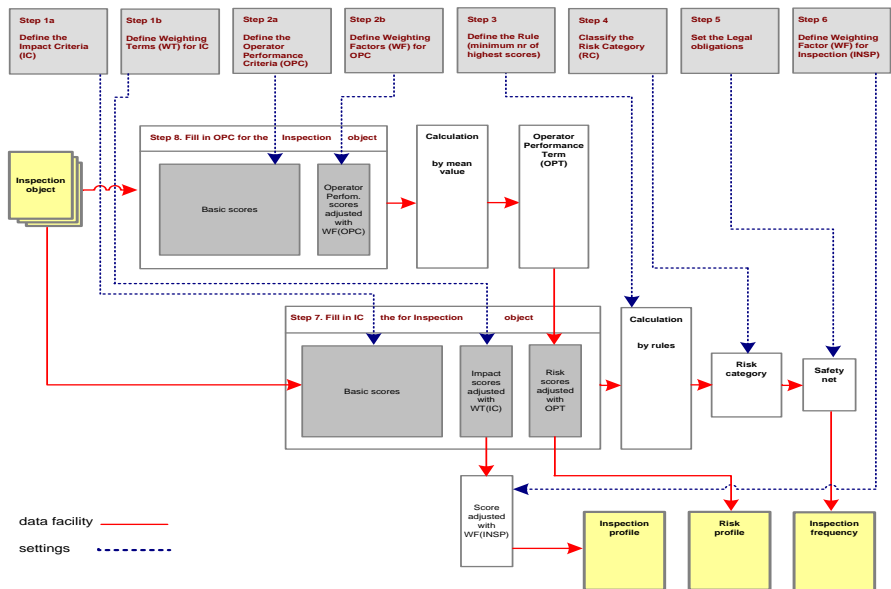 Step 1a
Define the
Impact Criteria
(IC)
Step 1b
Define Weighting
Terms (WT) for IC
Step 2a
Define the
Operator
Performance
Criteria (OPC)
Step 2b
Define Weighting
Factors (WF) for
OPC
Step 3
Define the Rule
(minimum nr of
highest scores)
Step 4
Classify the
Risk Category
(RC)
Step 5
Set the Legal
obligations
Step 6
Define Weighting
Factor (WF) for
Inspection (INSP)
Inspection
object
Step 8. Fill in OPC for the Inspection object
Basic scores
Operator
Perform.
scores
adjusted
with
WF(OPC)
Calculation
by mean
value
Operator
Performance
Term
(OPT)
Step 7. Fill in IC the for Inspection object
Basic scores
Impact
scores
adjusted
with
WT(IC)
Risk
scores
adjusted
with
OPT
Calculation
by rules
Risk
category
Safety
net
Score
adjusted
with
WF(INSP)
Inspection
profile
Risk
profile
Inspection
frequency
data facility
settings